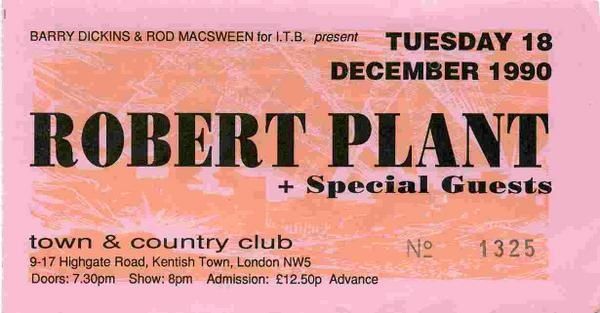 BARRY DICKINS & ROD MACSWEEN for I.T.B. present
TUESDAY 18
DECEMBER 1990
ROBERT PLANT
+ Special Guests
town & country club
9-17 Highgate Road, Kentish Town, London NW5
Doors: 7.30pm Show: 8pm Admission: £12.50p Advance
Nº 1325